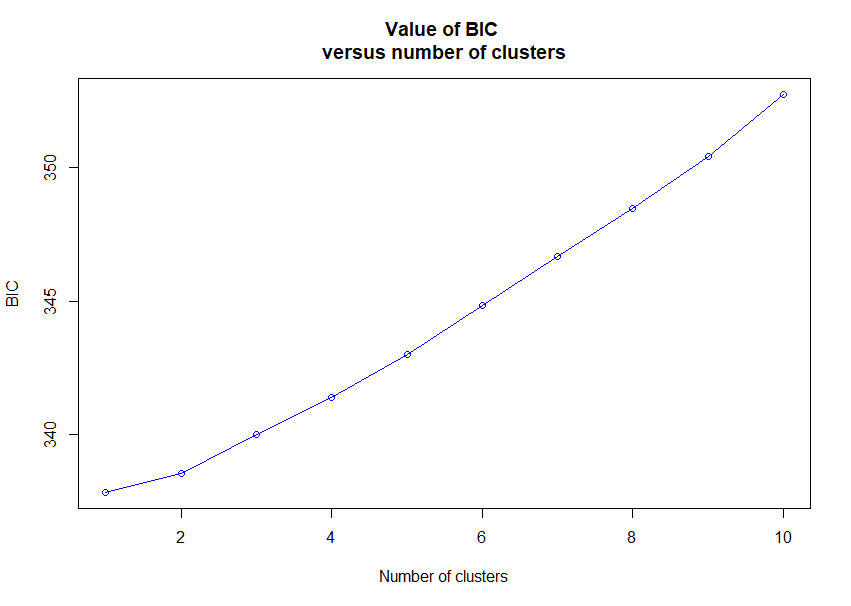 Value of BIC
versus number of clusters
350
345
340
BIC
2 4 6 8 10
Number of clusters